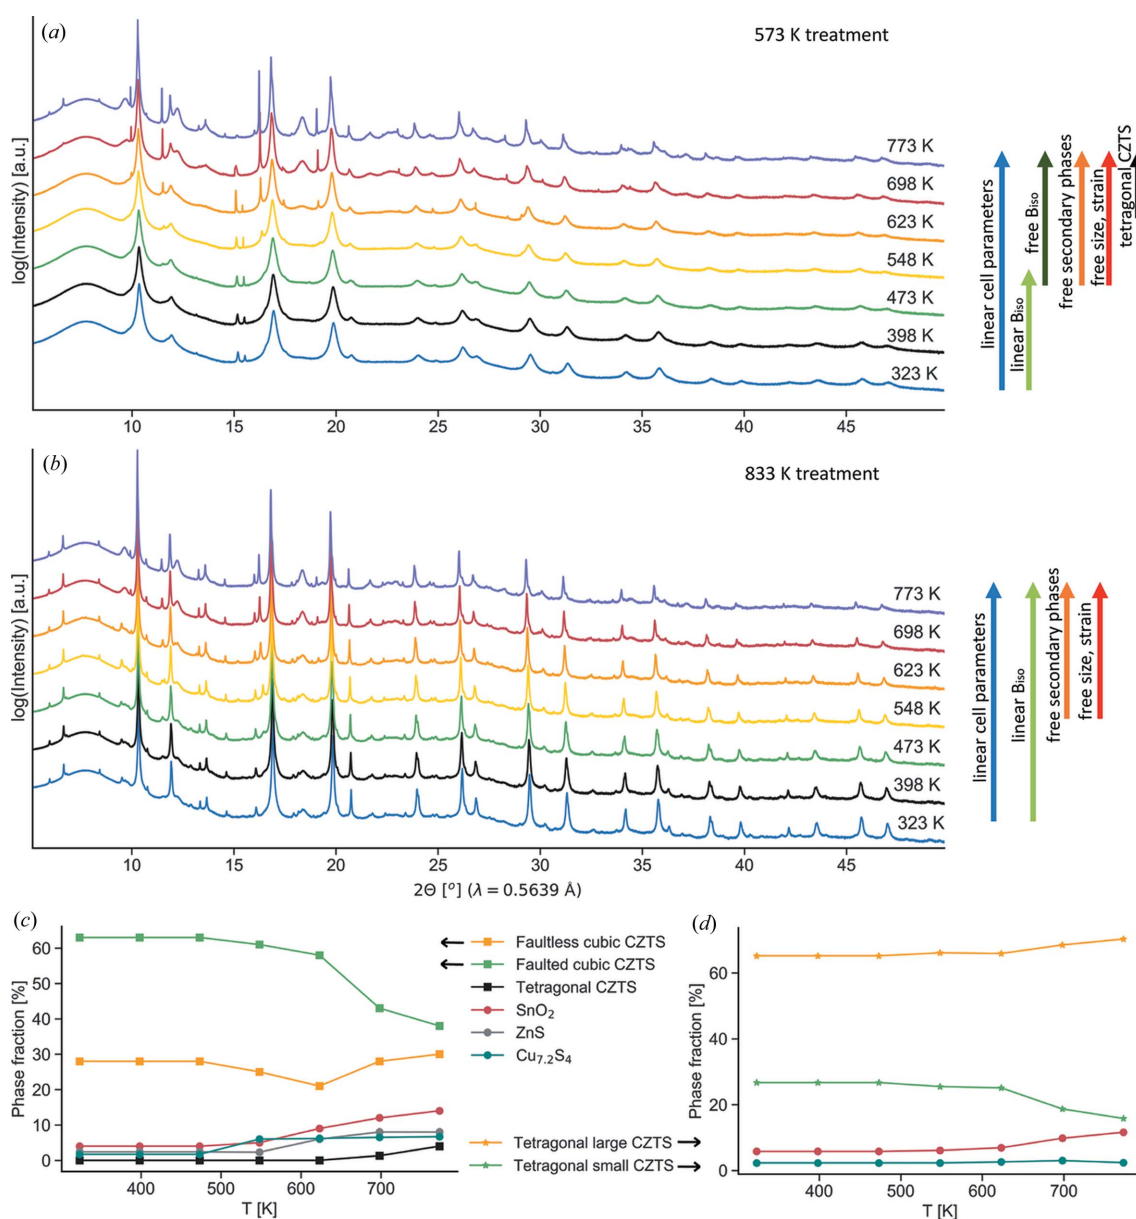 (a)
573 K treatment
log(Intensity) [a.u.]
773 K
698 K
623 K
548 K
473 K
398 K
323 K
10 15 20 25 30 35 40 45
linear cell parameters
linear Biso
free Biso
free secondary phases
free size, strain
tetragonal CZTS
(b)
833 K treatment
log(Intensity) [a.u.]
773 K
698 K
623 K
548 K
473 K
398 K
323 K
10 15 20 25 30 35 40 45
2Θ [°] (λ = 0.5639 Å)
linear cell parameters
linear Biso
free secondary phases
free size, strain
(c)
Phase fraction [%]
60
50
40
30
20
10
0
400 500 600 700
T [K]
← Faultless cubic CZTS
← Faulted cubic CZTS
Tetragonal CZTS
SnO2
ZnS
Cu7.2S4
Tetragonal large CZTS →
Tetragonal small CZTS →
(d)
Phase fraction [%]
60
40
20
0
400 500 600 700
T [K]